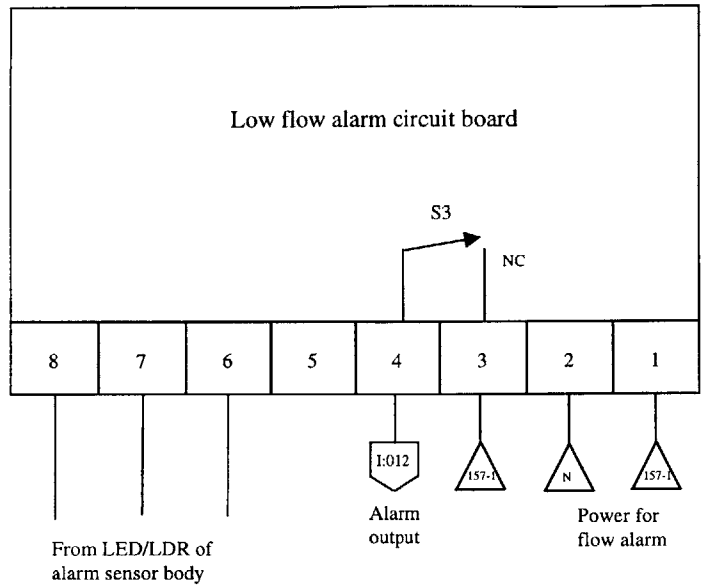 Low flow alarm circuit board
S3
NC
8 7 6 5 4 3 2 1
I:012 157-1 N 157-1
Alarm
output
Power for
flow alarm
From LED/LDR of
alarm sensor body